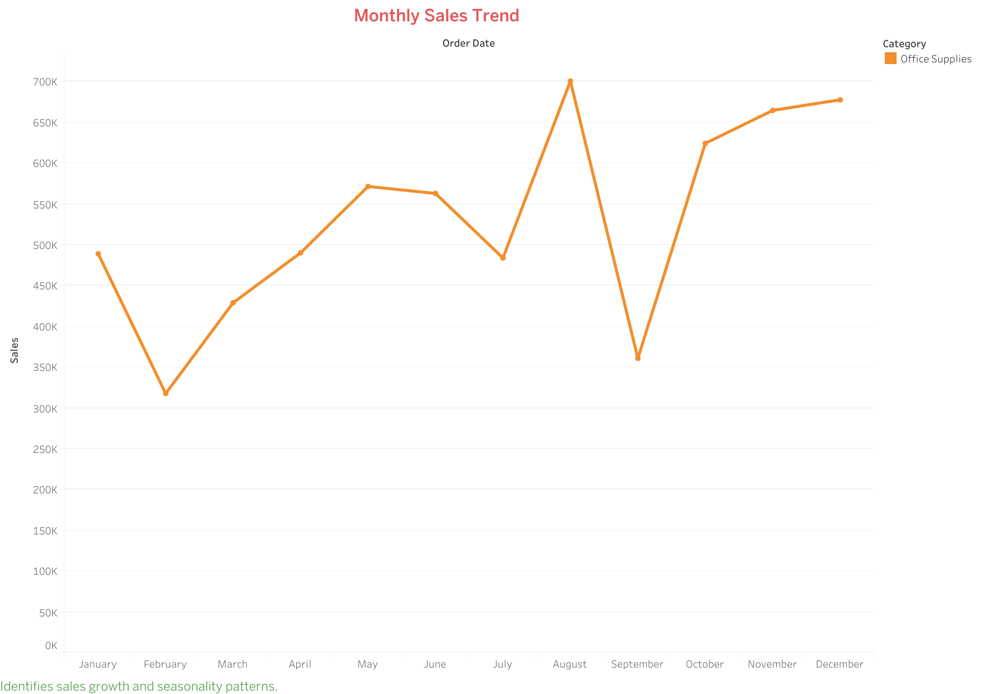 Monthly Sales Trend
Order Date
Category
Office Supplies
700K
650K
600K
550K
500K
450K
400K
350K
300K
250K
200K
150K
100K
50K
0K
Sales
January February March April May June July August September October November December
Identifies sales growth and seasonality patterns.